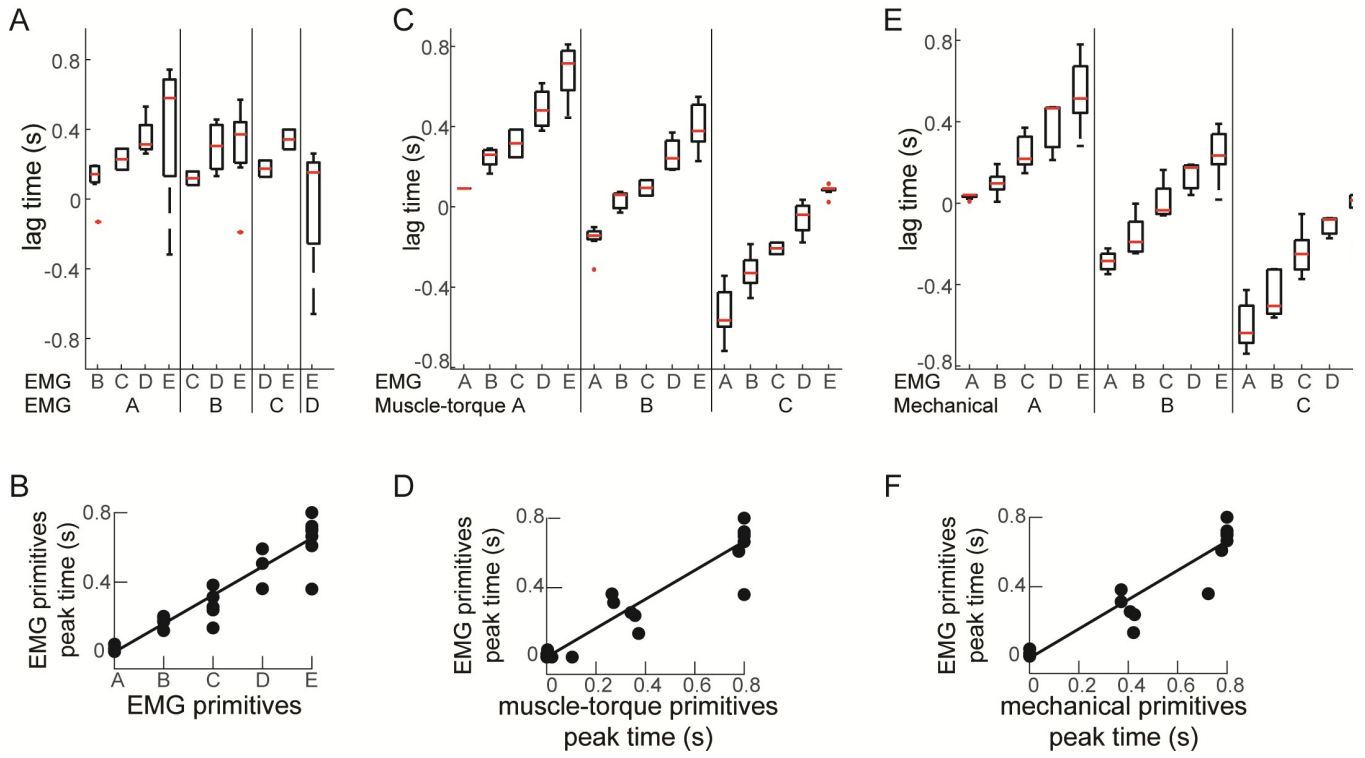 A
lag time (s)
0.8
0.4
0
-0.4
-0.8
EMG B C D E C D E D E E
EMG A B C D
C
lag time (s)
0.8
0.4
0
-0.4
-0.8
EMG A B C D E A B C D E A B C D E
Muscle-torque A B C
E
lag time (s)
0.8
0.4
0
-0.4
-0.8
EMG A B C D E A B C D E A B C D
Mechanical A B C
B
EMG primitives
peak time (s)
0.8
0.4
0
A B C D E
EMG primitives
D
EMG primitives
peak time (s)
0.8
0.4
0
0 0.2 0.4 0.6 0.8
muscle-torque primitives
peak time (s)
F
EMG primitives
peak time (s)
0.8
0.4
0
0 0.2 0.4 0.6 0.8
mechanical primitives
peak time (s)